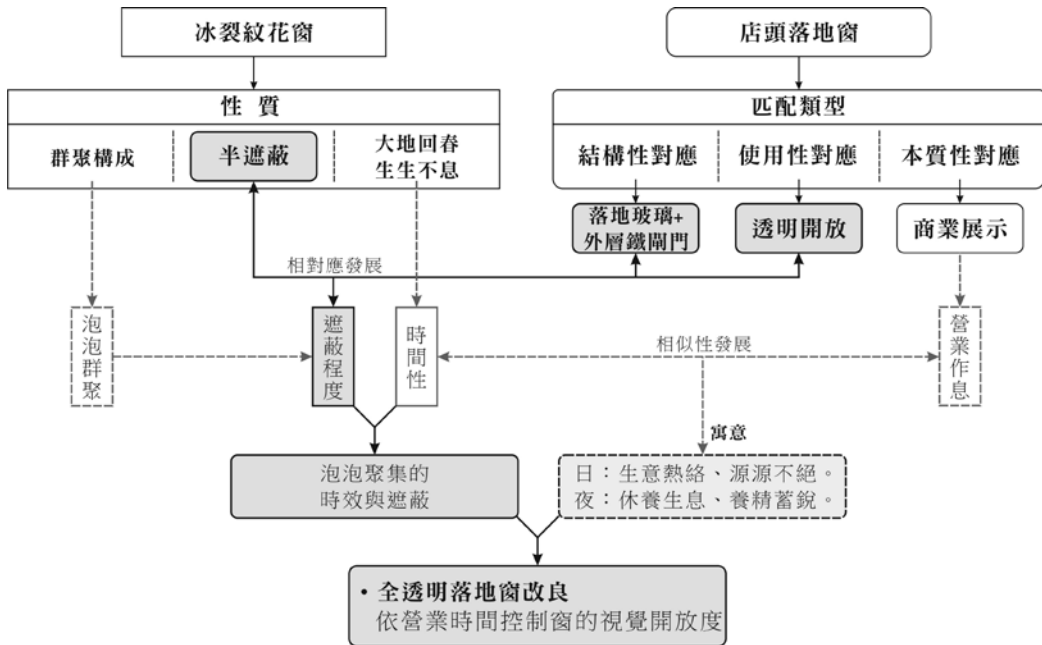 冰裂紋花窗
店頭落地窗
性 質
匹配類型
群聚構成
半遮蔽
大地回春
生生不息
結構性對應
使用性對應
本質性對應
落地玻璃+
外層鐵閘門
透明開放
商業展示
相對應發展
泡泡群聚
遮蔽程度
時間性
相似性發展
營業作息
寓意
泡泡聚集的
時效與遮蔽
日：生意熱絡、源源不絕。
夜：休養生息、養精蓄銳。
・全透明落地窗改良
依營業時間控制窗的視覺開放度